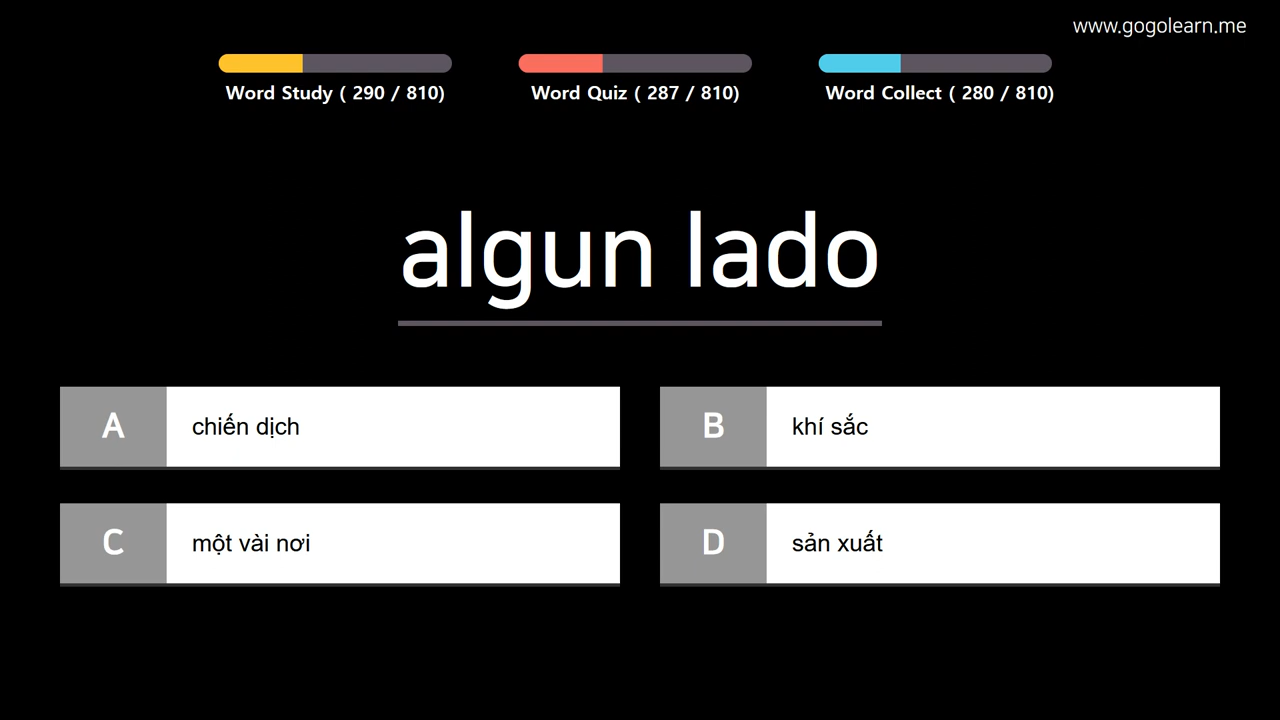 www.gogolearn.me
Word Study ( 290 / 810)
Word Quiz ( 287 / 810)
Word Collect ( 280 / 810)
algun lado
A
chiến dịch
B
khí sắc
C
một vài nơi
D
sản xuất